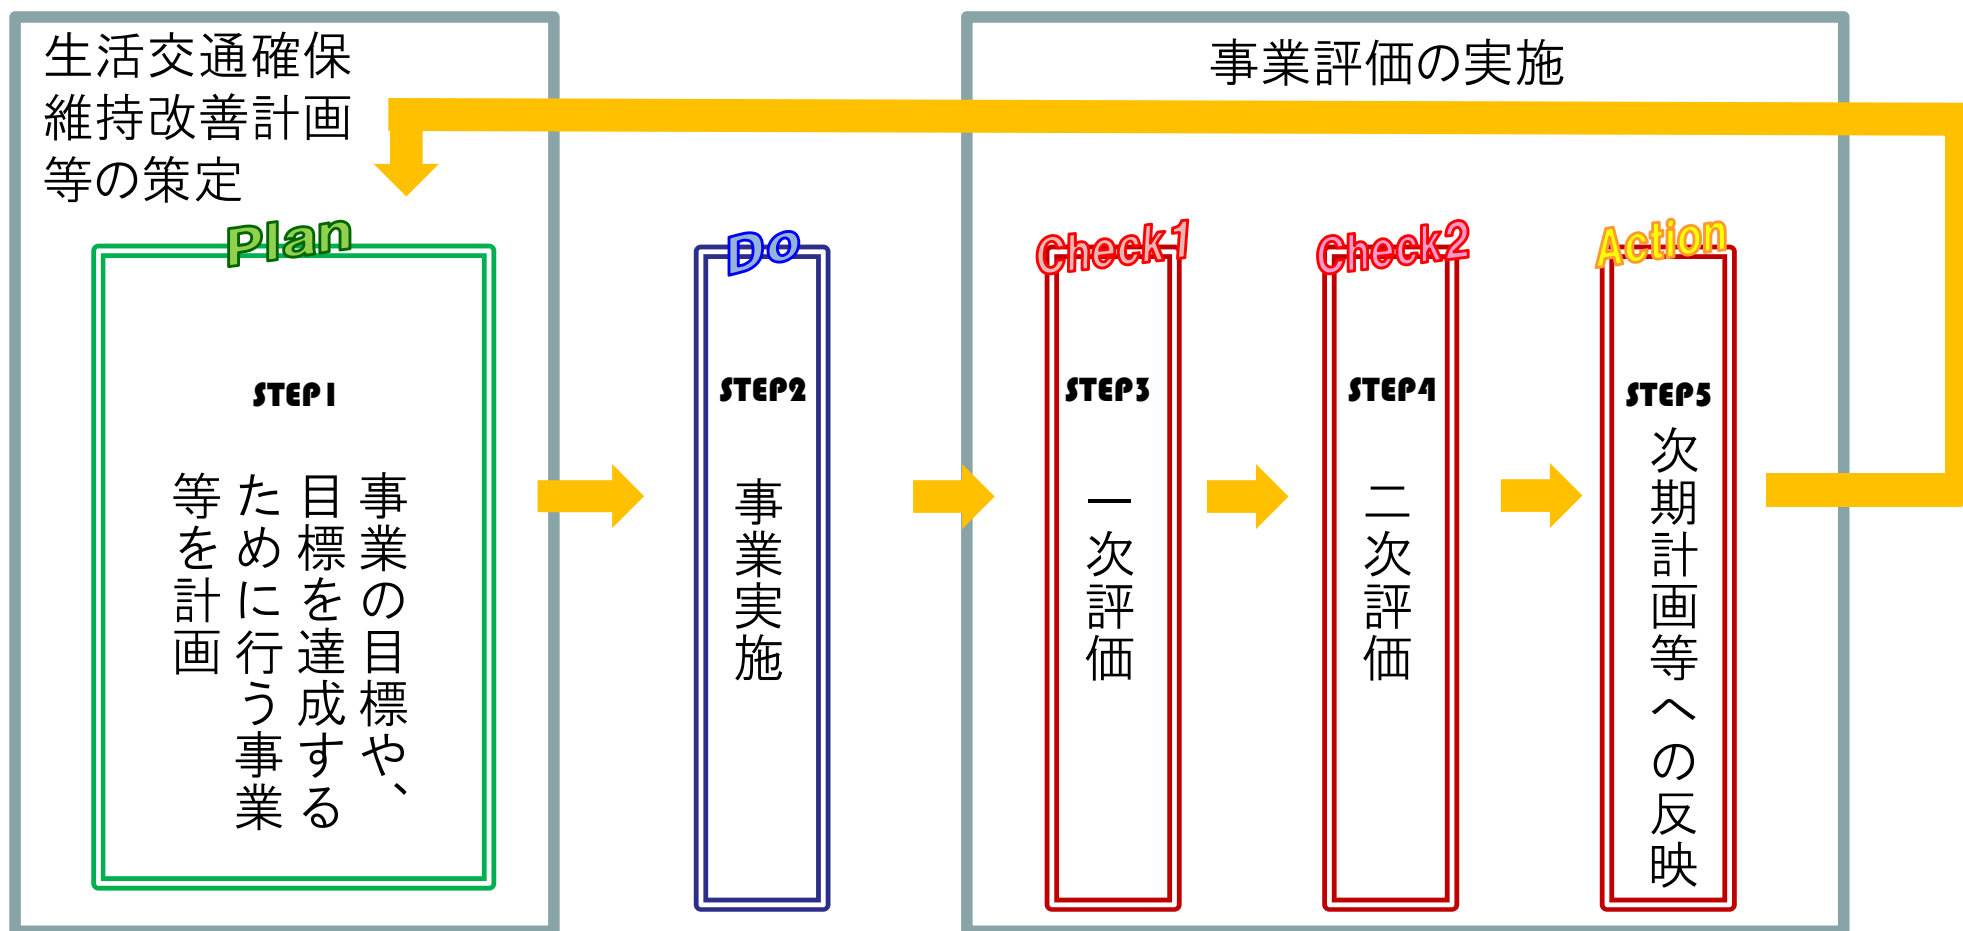 生活交通確保
維持改善計画
等の策定
Plan
STEP1
事業の目標や、
目標を達成する
ために行う事業
等を計画
Do
STEP2
事業実施
事業評価の実施
Check1
STEP3
一次評価
Check2
STEP4
二次評価
Action
STEP5
次期計画等への反映